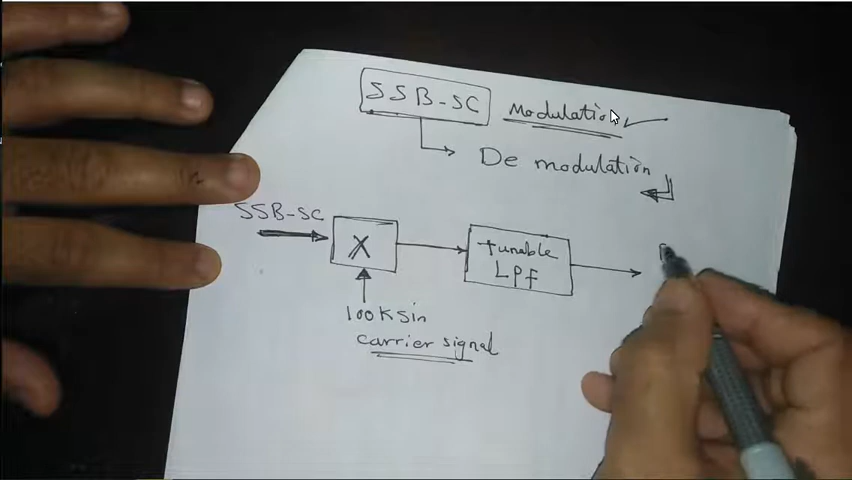 SSB-SC Modulation
De modulation
SSB-SC
X
tunable
LPF
100K sin
carrier signal